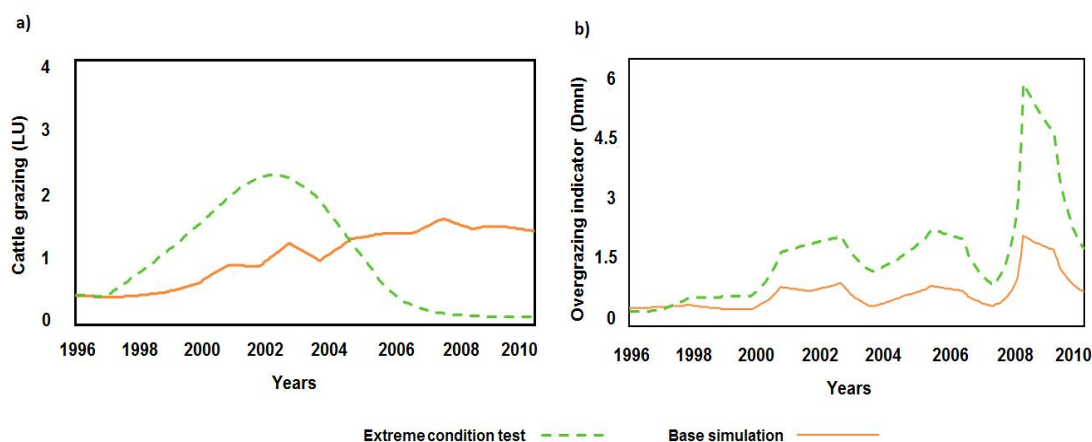 a)
Cattle grazing (LU)
4
3
2
1
0
1996 1998 2000 2002 2004 2006 2008 2010
Years
b)
Overgrazing indicator (Dmnl)
6
4.5
3
1.5
0
1996 1998 2000 2002 2004 2006 2008 2010
Years
Extreme condition test
Base simulation